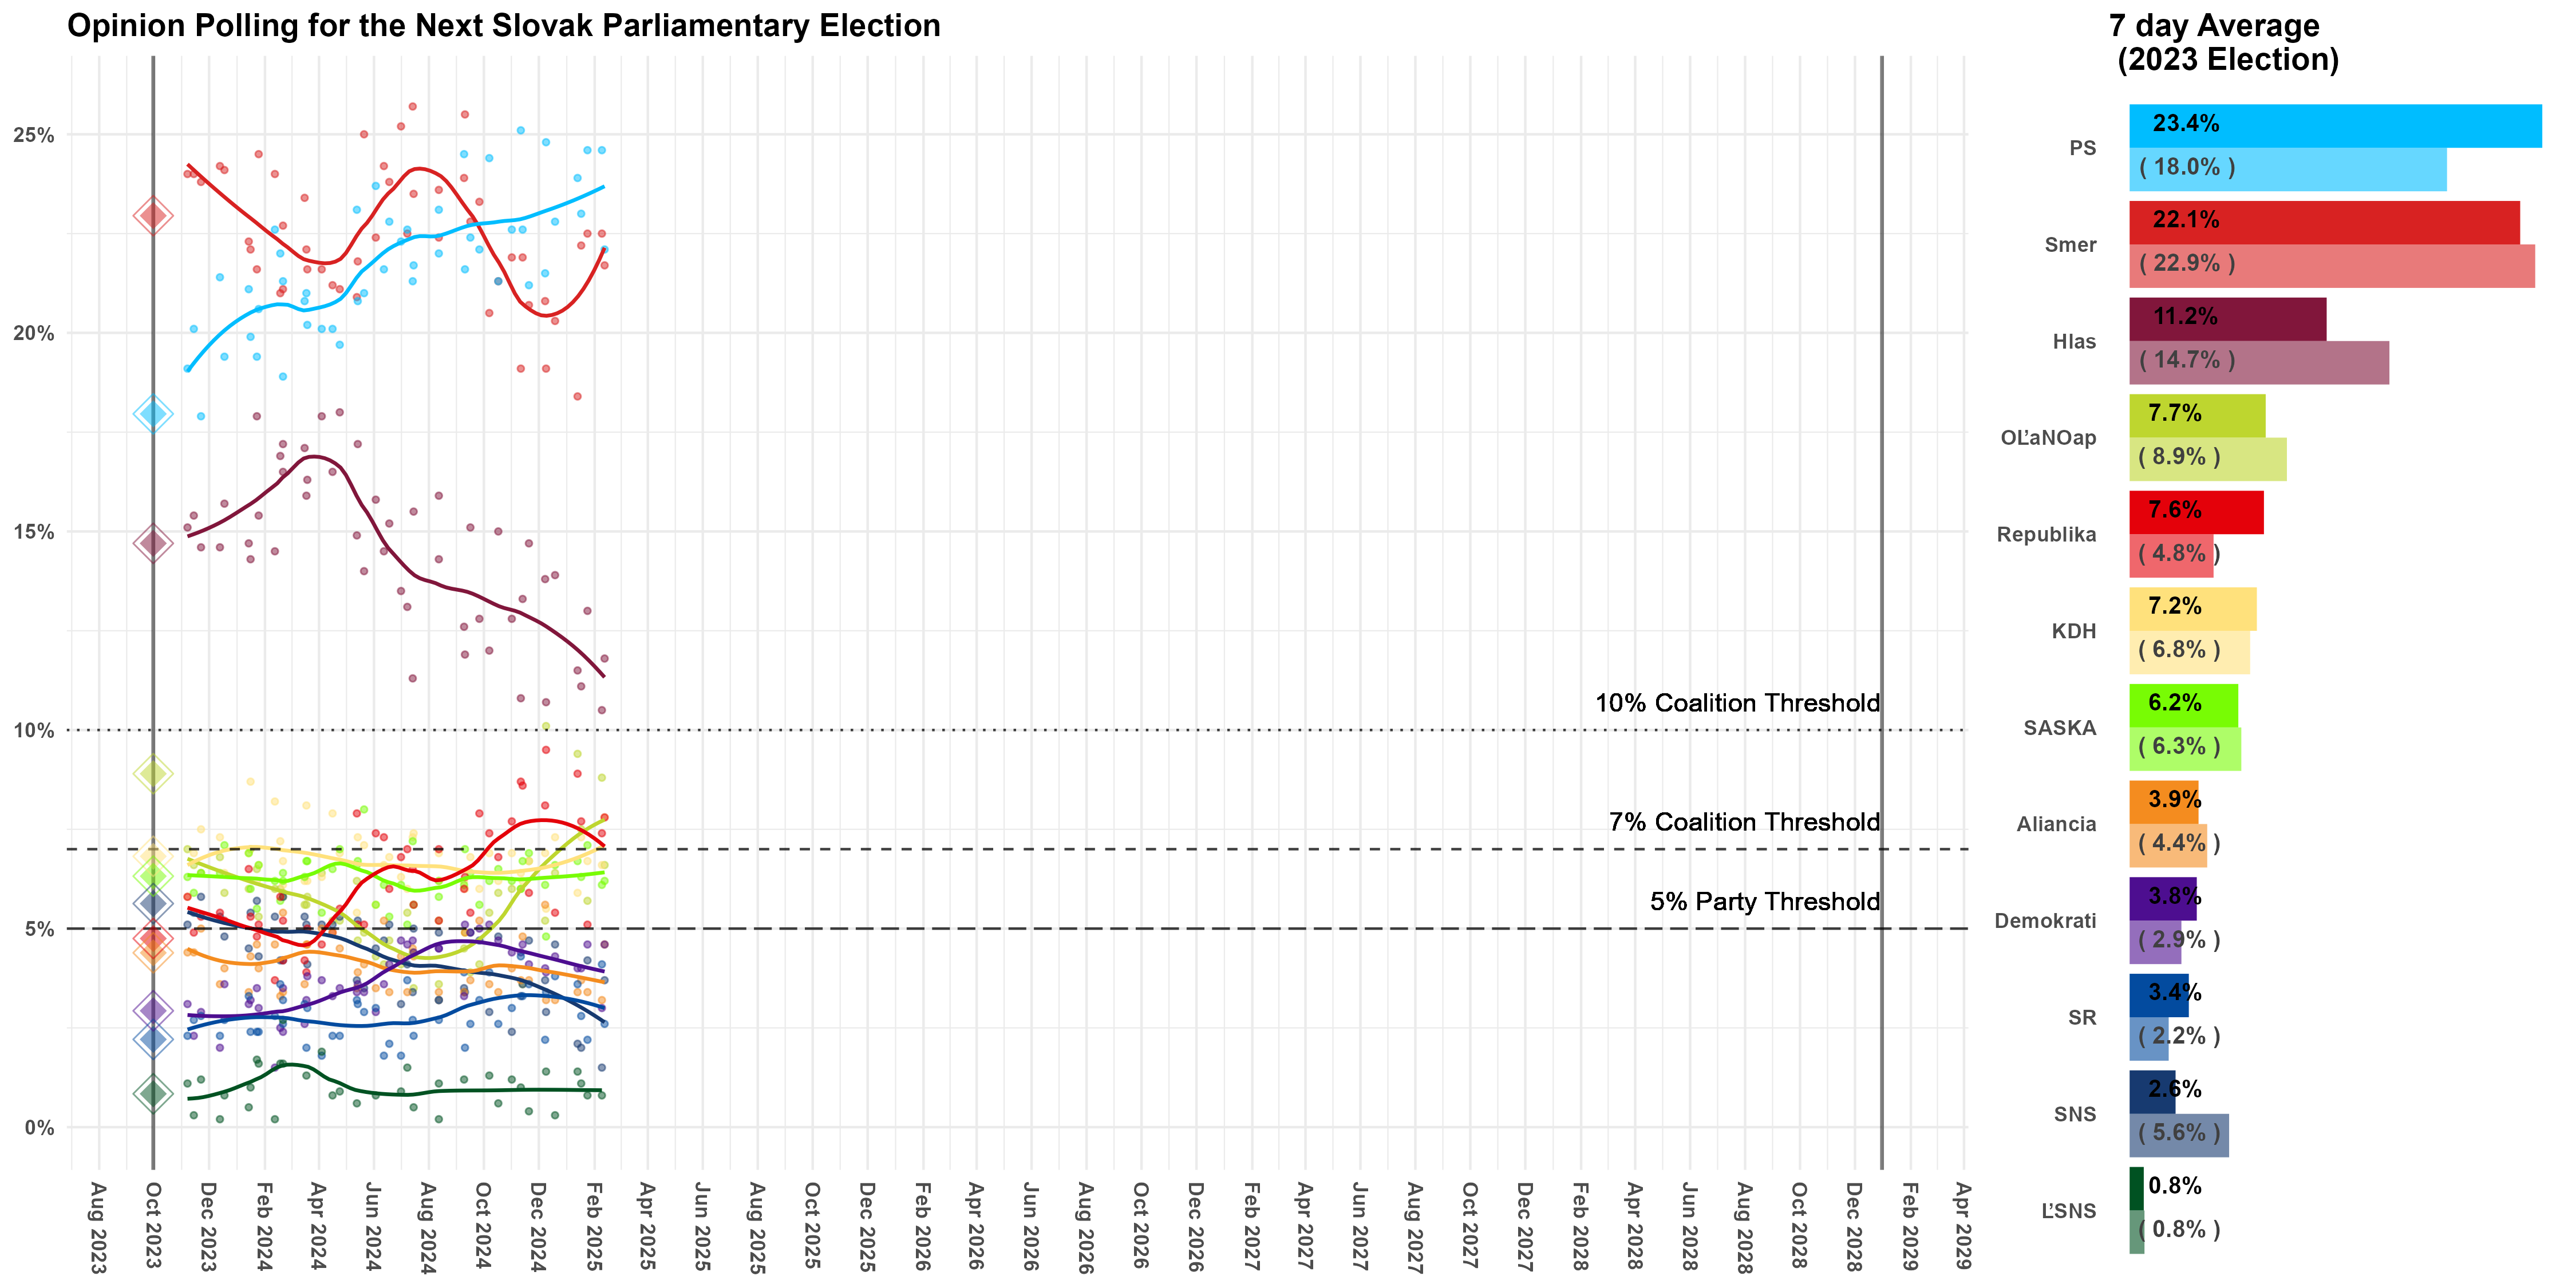 Opinion Polling for the Next Slovak Parliamentary Election
7 day Average
(2023 Election)
25%
20%
15%
10%
5%
0%
10% Coalition Threshold
7% Coalition Threshold
5% Party Threshold
Aug 2023
Oct 2023
Dec 2023
Feb 2024
Apr 2024
Jun 2024
Aug 2024
Oct 2024
Dec 2024
Feb 2025
Apr 2025
Jun 2025
Aug 2025
Oct 2025
Dec 2025
Feb 2026
Apr 2026
Jun 2026
Aug 2026
Oct 2026
Dec 2026
Feb 2027
Apr 2027
Jun 2027
Aug 2027
Oct 2027
Dec 2027
Feb 2028
Apr 2028
Jun 2028
Aug 2028
Oct 2028
Dec 2028
Feb 2029
Apr 2029
PS
23.4%
( 18.0% )
Smer
22.1%
( 22.9% )
Hlas
11.2%
( 14.7% )
OĽaNOap
7.7%
( 8.9% )
Republika
7.6%
( 4.8% )
KDH
7.2%
( 6.8% )
SASKA
6.2%
( 6.3% )
Aliancia
3.9%
( 4.4% )
Demokrati
3.8%
( 2.9% )
SR
3.4%
( 2.2% )
SNS
2.6%
( 5.6% )
ĽSNS
0.8%
( 0.8% )